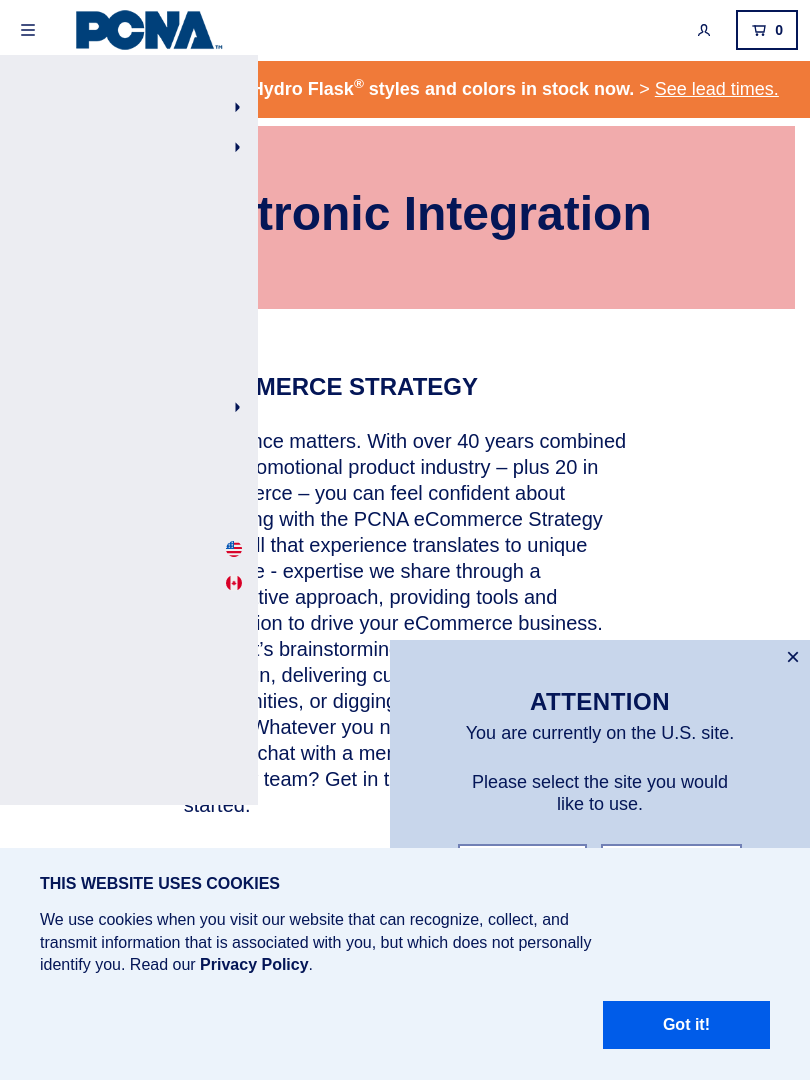 PCNA™
0
Hydro Flask® styles and colors in stock now. > See lead times.
tronic Integration
MERCE STRATEGY
nce matters. With over 40 years combined
omotional product industry – plus 20 in
erce – you can feel confident about
ng with the PCNA eCommerce Strategy
ll that experience translates to unique
e - expertise we share through a
tive approach, providing tools and
ion to drive your eCommerce business.
t’s brainstorming
n, delivering cu
nities, or digging
Whatever you n
chat with a mer
team? Get in t
started.
×
ATTENTION
You are currently on the U.S. site.
Please select the site you would
like to use.
THIS WEBSITE USES COOKIES
We use cookies when you visit our website that can recognize, collect, and
transmit information that is associated with you, but which does not personally
identify you. Read our Privacy Policy.
Got it!